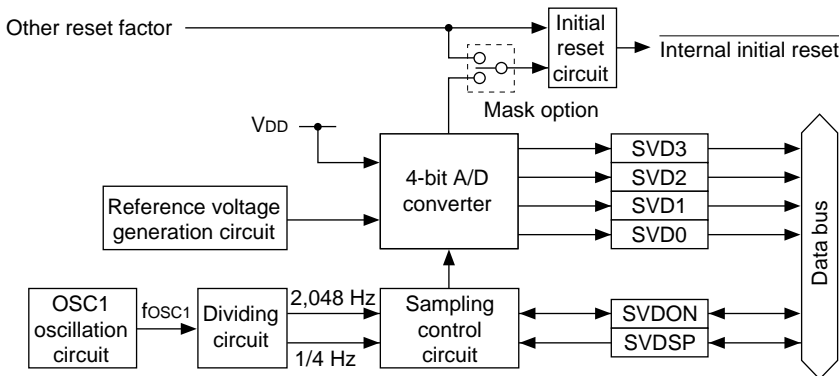 Other reset factor
Initial
reset
circuit
Internal initial reset
Mask option
VDD
4-bit A/D
converter
SVD3
SVD2
SVD1
SVD0
Data bus
Reference voltage
generation circuit
OSC1
oscillation
circuit
fOSC1
Dividing
circuit
2,048 Hz
1/4 Hz
Sampling
control
circuit
SVDON
SVDSP